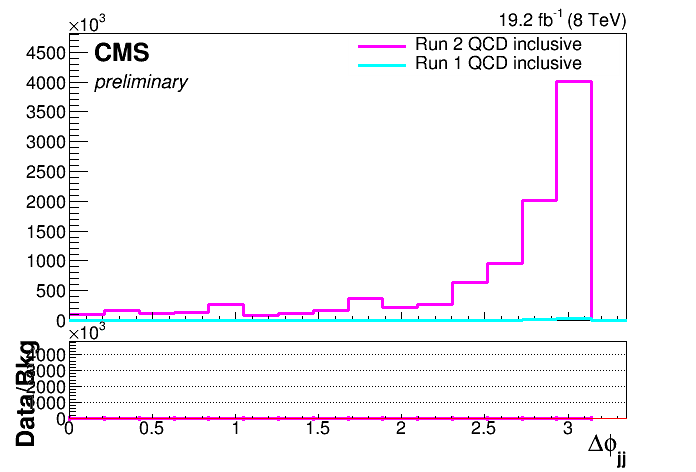 ×10³ 19.2 fb⁻¹ (8 TeV)
CMS
preliminary
Run 2 QCD inclusive
Run 1 QCD inclusive
4500
4000
3500
3000
2500
2000
1500
1000
500
0
×10³
Data/Bkg
0
0 0.5 1 1.5 2 2.5 3
Δϕjj